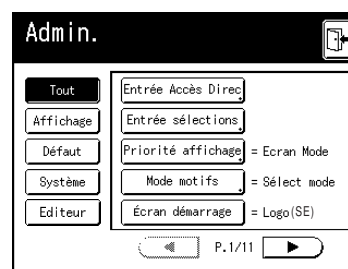 Admin.
Tout
Entrée Accès Direc
Affichage
Entrée sélections
Défaut
Priorité affichage = Ecran Mode
Système
Mode motifs = Sélect mode
Editeur
Écran démarrage = Logo(SE)
P.1/11